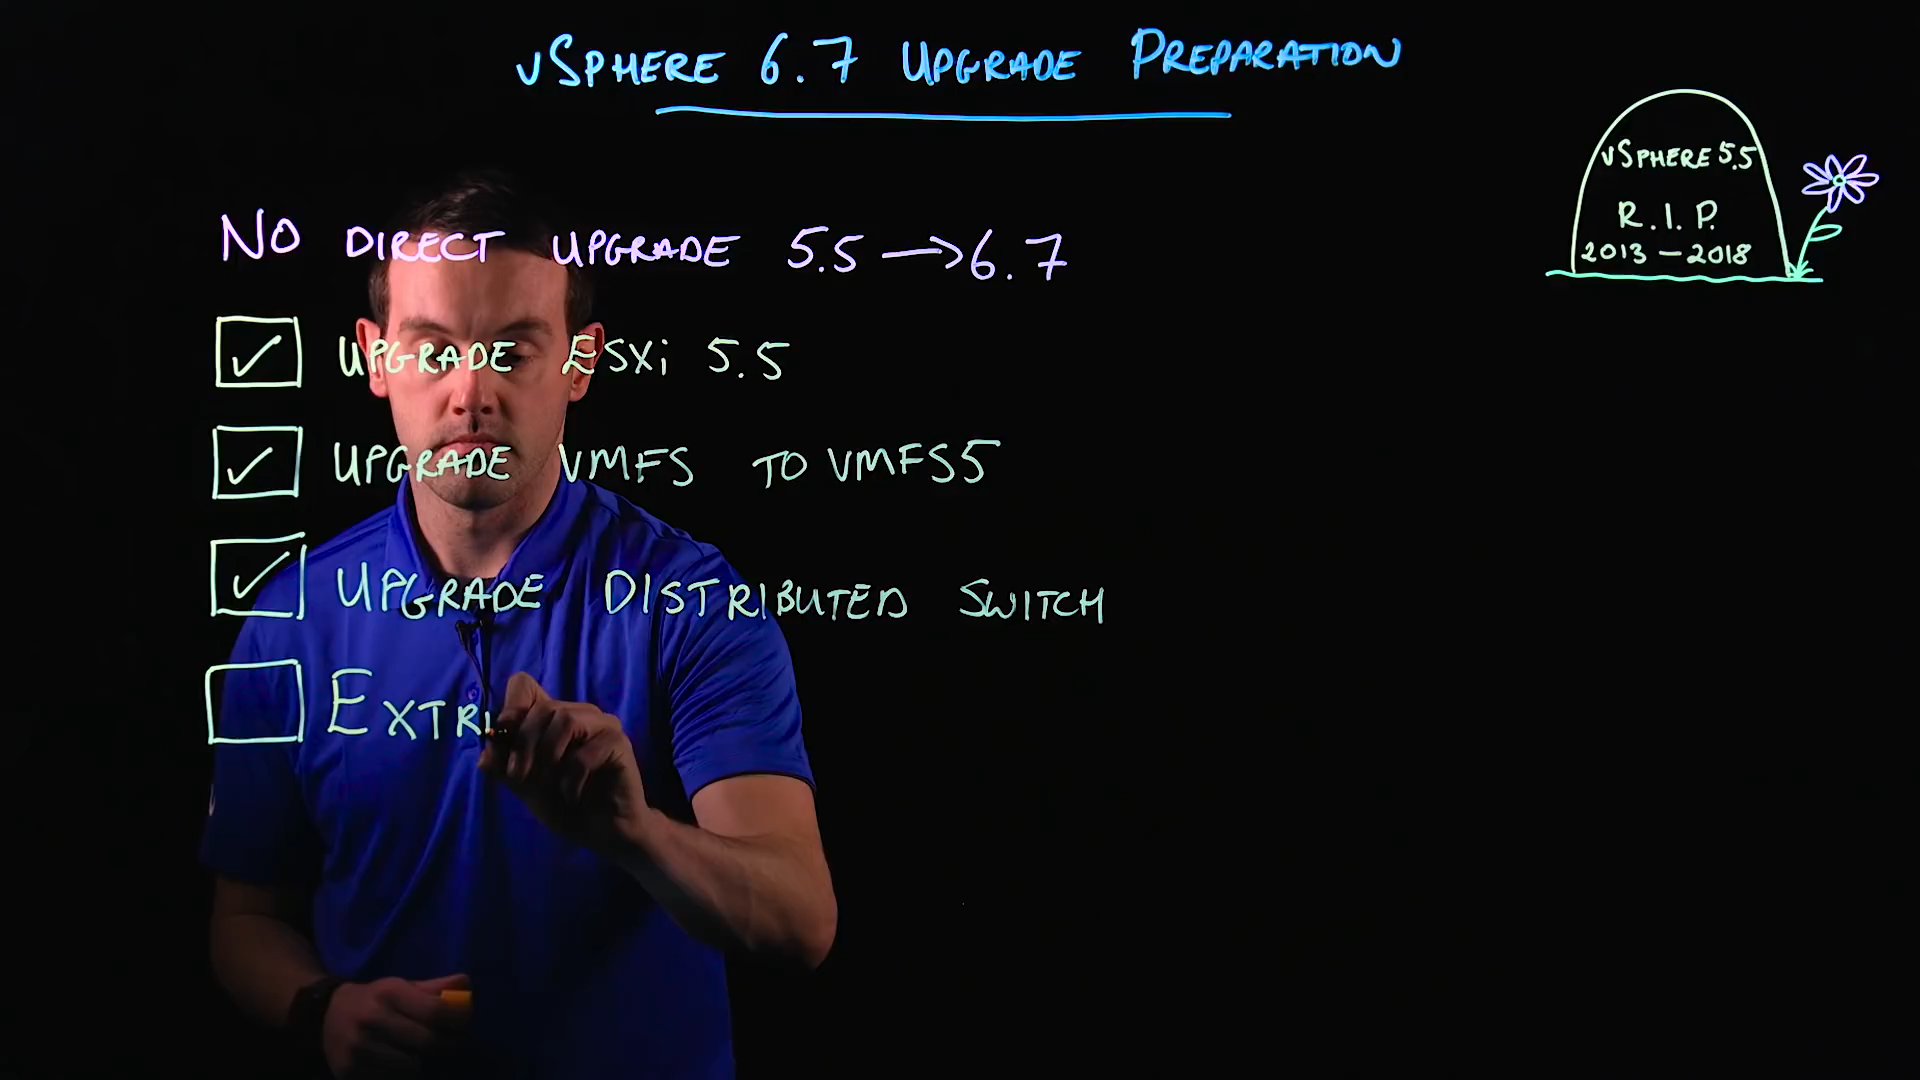 vSPHERE 6.7 UPGRADE PREPARATION
vSPHERE 5.5
R.I.P.
2013 – 2018
NO DIRECT UPGRADE 5.5 → 6.7
UPGRADE ESXi 5.5
UPGRADE VMFS TO VMFS5
UPGRADE DISTRIBUTED SWITCH
EXTR